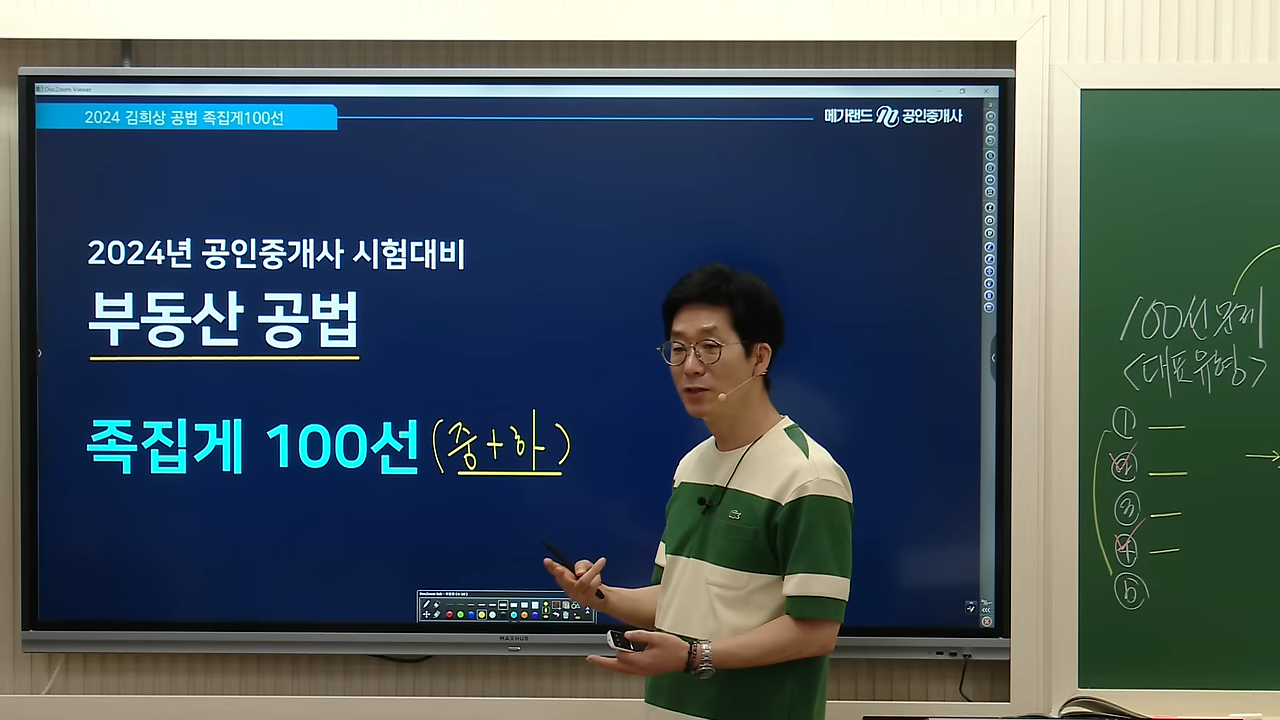 DocZoom Viewer
2024 김희상 공법 족집게100선
메가랜드 공인중개사
2024년 공인중개사 시험대비
부동산 공법
족집게 100선 (중+하)
MAXHUB
100선 문제
<대표유형>
①
②
③
④
⑤